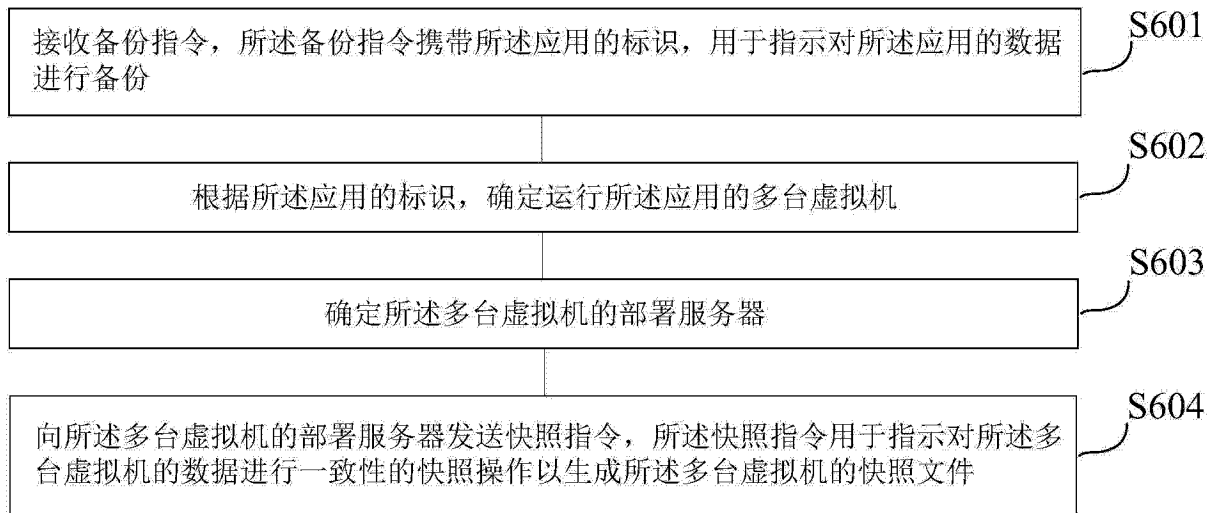 S601
接收备份指令，所述备份指令携带所述应用的标识，用于指示对所述应用的数据
进行备份
S602
根据所述应用的标识，确定运行所述应用的多台虚拟机
S603
确定所述多台虚拟机的部署服务器
S604
向所述多台虚拟机的部署服务器发送快照指令，所述快照指令用于指示对所述多
台虚拟机的数据进行一致性的快照操作以生成所述多台虚拟机的快照文件